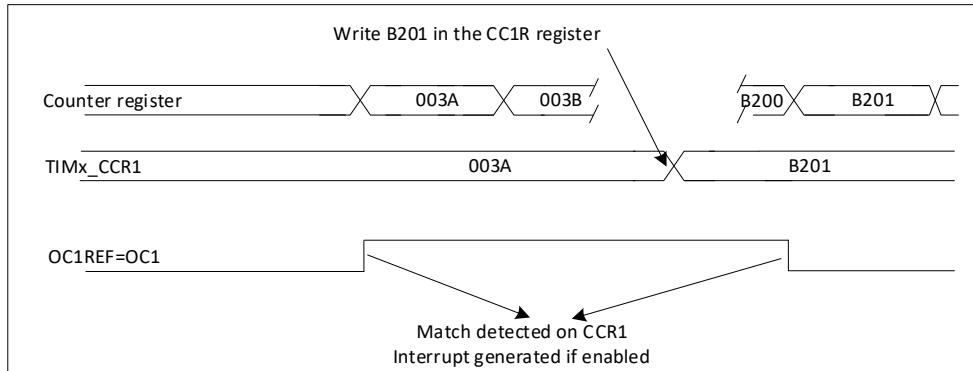 Write B201 in the CC1R register
Counter register 003A 003B B200 B201
TIMx_CCR1 003A B201
OC1REF=OC1
Match detected on CCR1
Interrupt generated if enabled